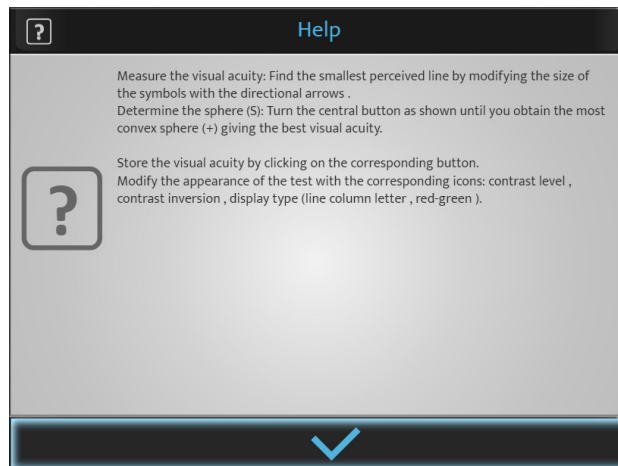 ?
Help
Measure the visual acuity: Find the smallest perceived line by modifying the size of
the symbols with the directional arrows .
Determine the sphere (S): Turn the central button as shown until you obtain the most
convex sphere (+) giving the best visual acuity.
Store the visual acuity by clicking on the corresponding button.
Modify the appearance of the test with the corresponding icons: contrast level ,
contrast inversion , display type (line column letter , red-green ).
?